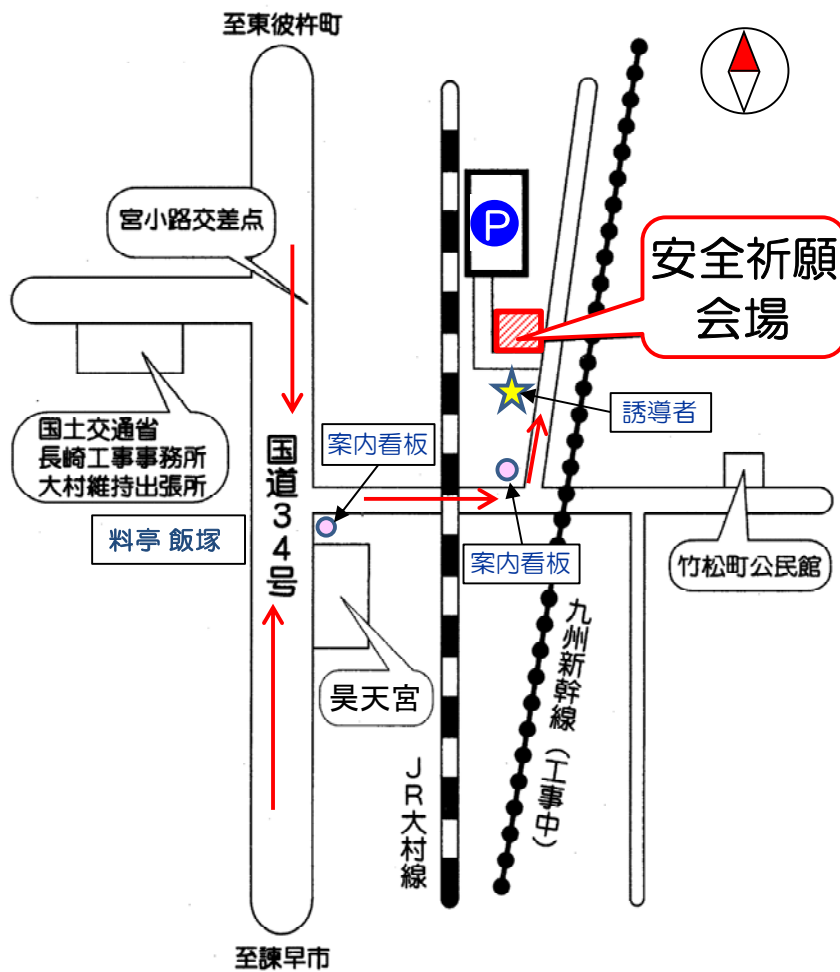 至東彼杵町
宮小路交差点
P
安全祈願
会場
国土交通省
長崎工事事務所
大村維持出張所
国道34号
案内看板
誘導者
料亭 飯塚
案内看板
竹松町公民館
昊天宮
九州新幹線(工事中)
JR大村線
至諫早市